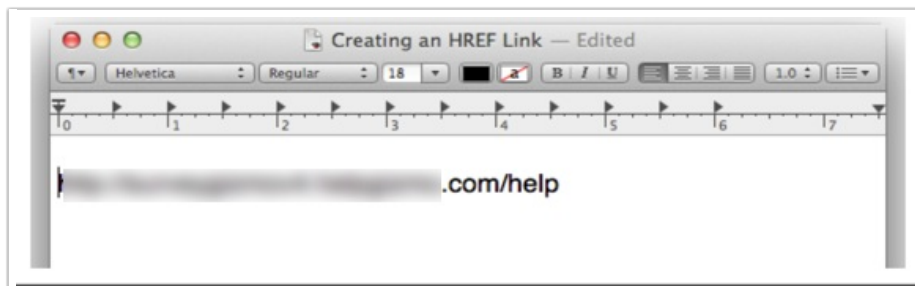 Creating an HREF Link — Edited
Helvetica Regular 18 a B I U 1.0
0 1 2 3 4 5 6 7
.com/help